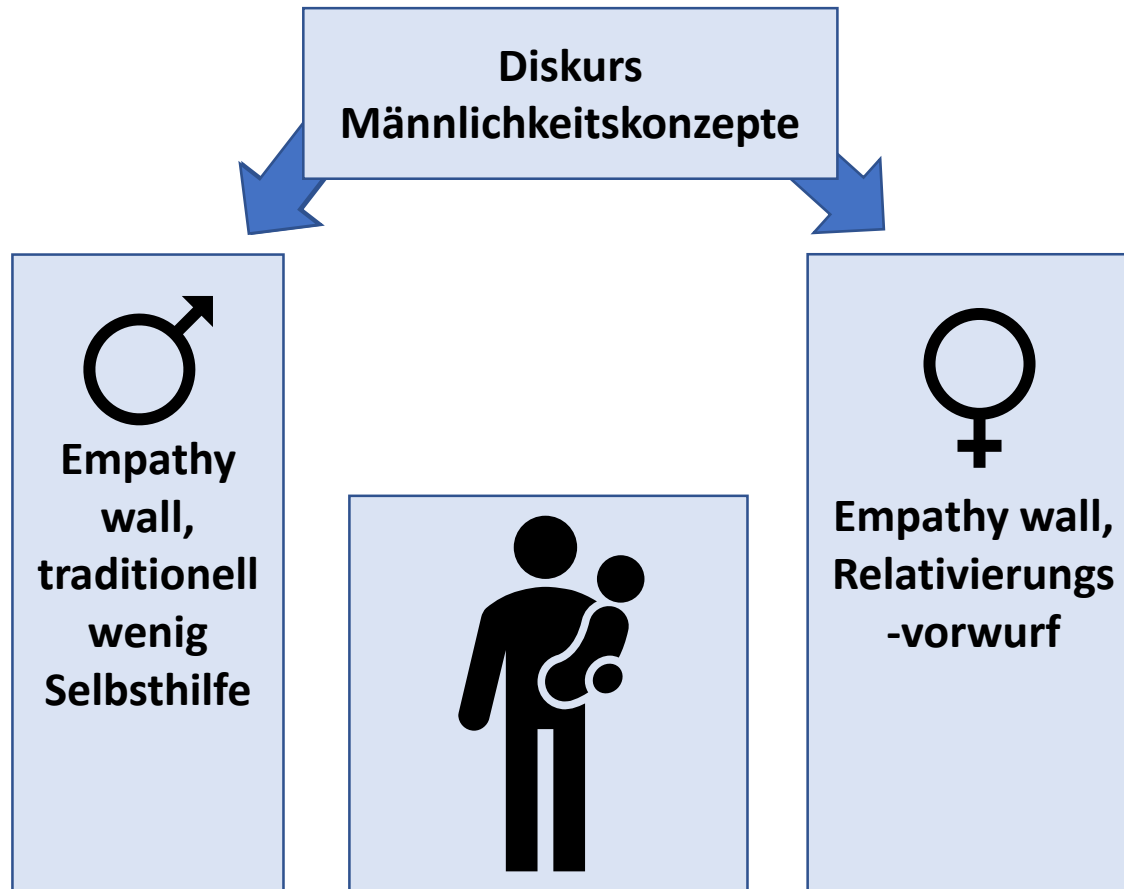 Diskurs
Männlichkeitskonzepte
Empathy
wall,
traditionell
wenig
Selbsthilfe
Empathy wall,
Relativierungs
-vorwurf